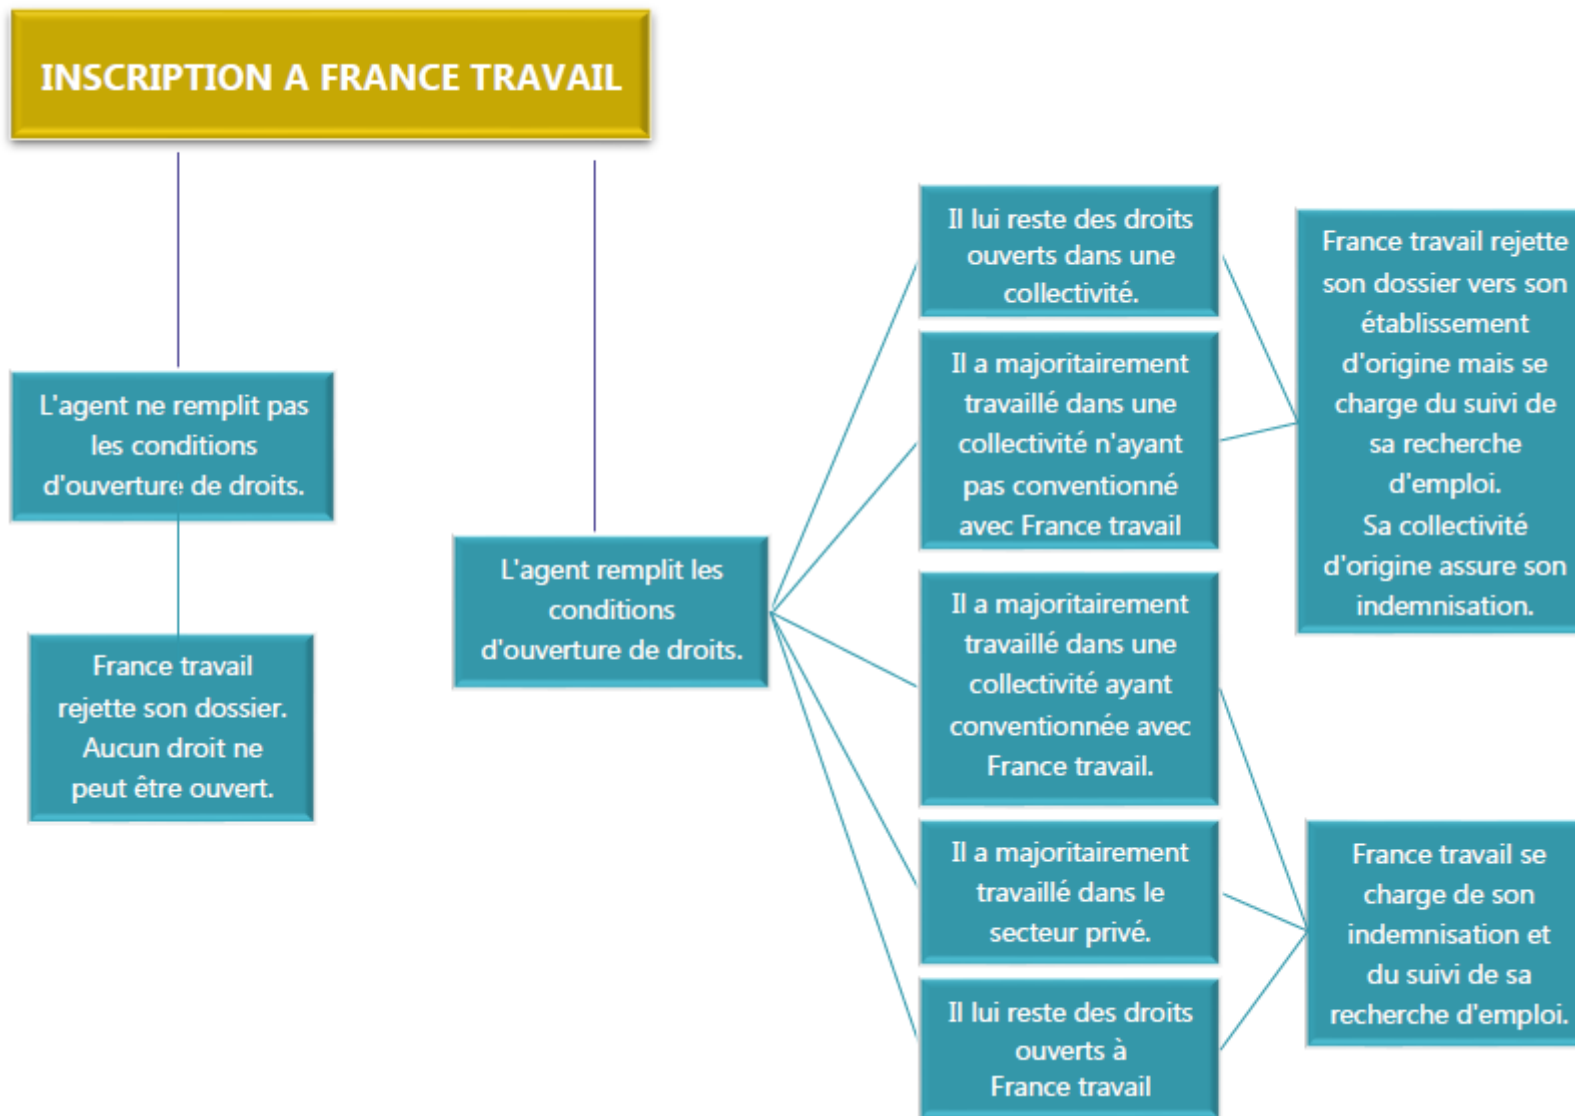 INSCRIPTION A FRANCE TRAVAIL
L'agent ne remplit pas
les conditions
d'ouverture de droits.
France travail
rejette son dossier.
Aucun droit ne
peut être ouvert.
L'agent remplit les
conditions
d'ouverture de droits.
Il lui reste des droits
ouverts dans une
collectivité.
Il a majoritairement
travaillé dans une
collectivité n'ayant
pas conventionné
avec France travail
Il a majoritairement
travaillé dans une
collectivité ayant
conventionnée avec
France travail.
Il a majoritairement
travaillé dans le
secteur privé.
Il lui reste des droits
ouverts à
France travail
France travail rejette
son dossier vers son
établissement
d'origine mais se
charge du suivi de
sa recherche
d'emploi.
Sa collectivité
d'origine assure son
indemnisation.
France travail se
charge de son
indemnisation et
du suivi de sa
recherche d'emploi.